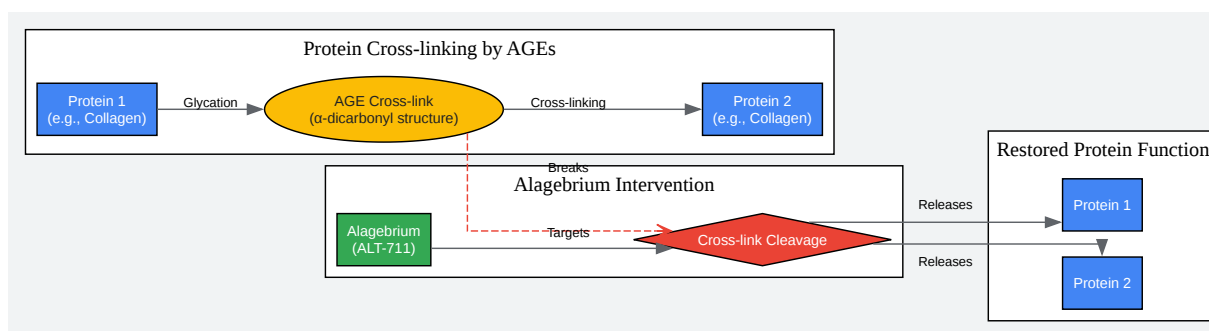 Protein Cross-linking by AGEs
Protein 1
(e.g., Collagen)
Glycation
AGE Cross-link
(α-dicarbonyl structure)
Cross-linking
Protein 2
(e.g., Collagen)
Breaks
Alagebrium Intervention
Alagebrium
(ALT-711)
Targets
Cross-link Cleavage
Releases
Releases
Restored Protein Function
Protein 1
Protein 2